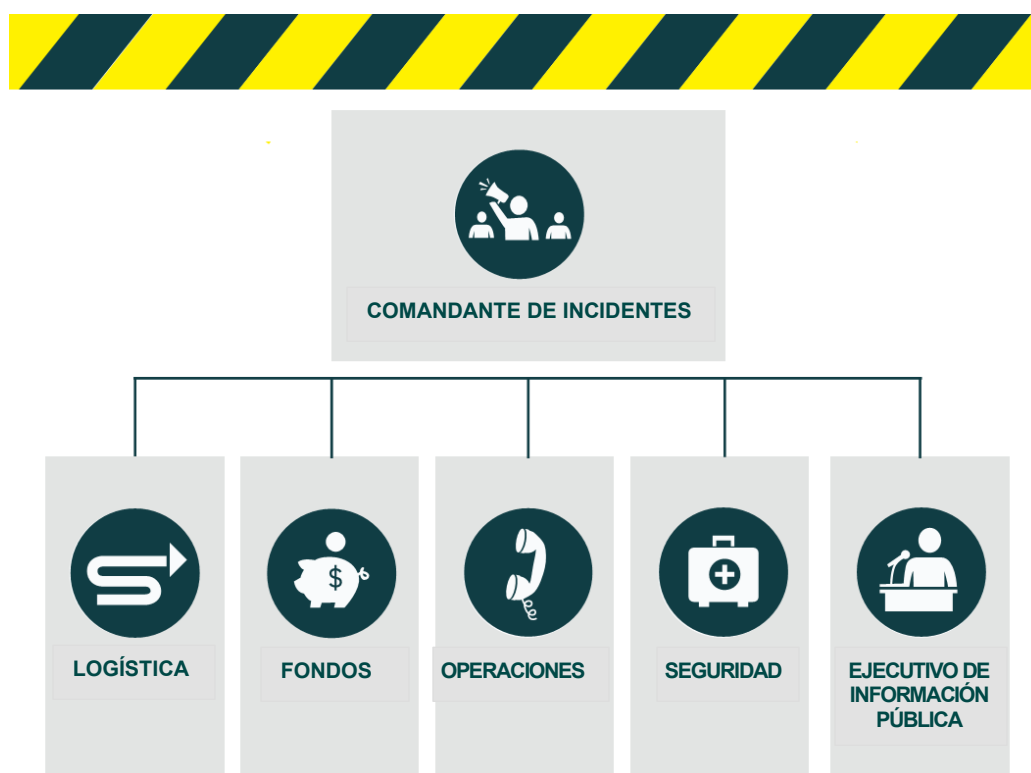 COMANDANTE DE INCIDENTES
$
LOGÍSTICA
FONDOS
OPERACIONES
SEGURIDAD
EJECUTIVO DE
INFORMACIÓN
PÚBLICA